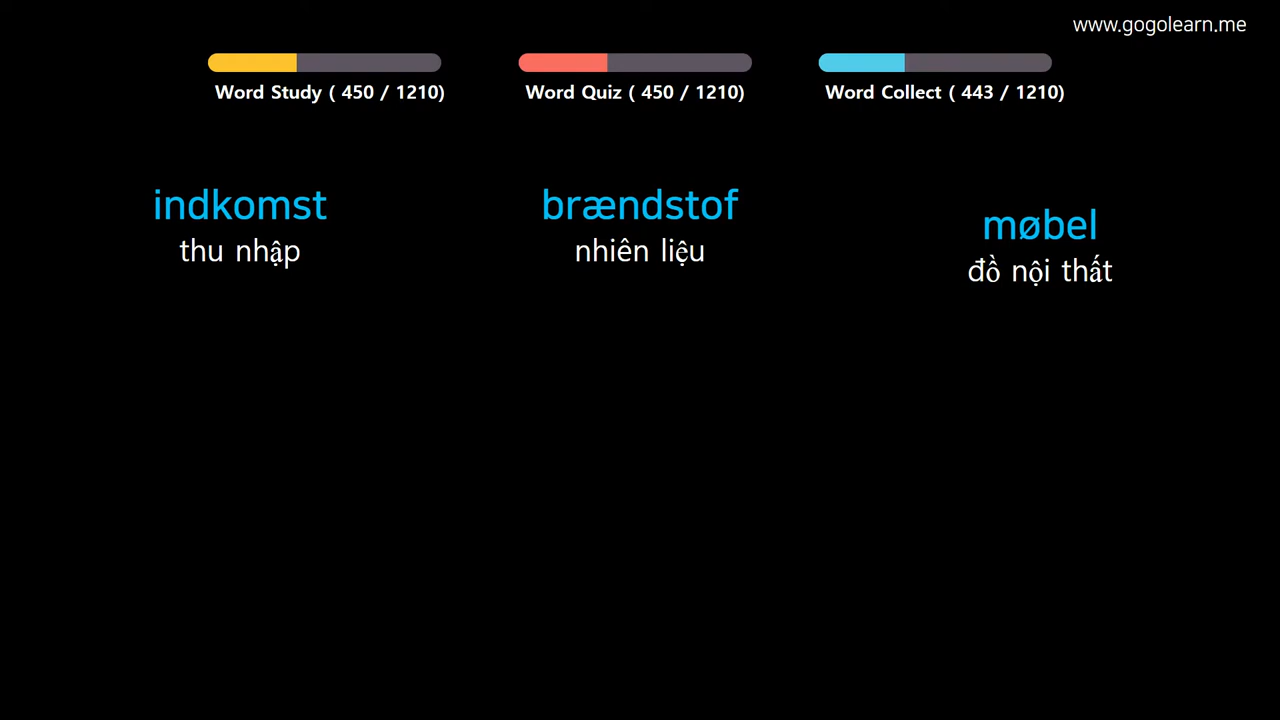 www.gogolearn.me
Word Study ( 450 / 1210)
Word Quiz ( 450 / 1210)
Word Collect ( 443 / 1210)
indkomst
thu nhập
brændstof
nhiên liệu
møbel
đồ nội thất